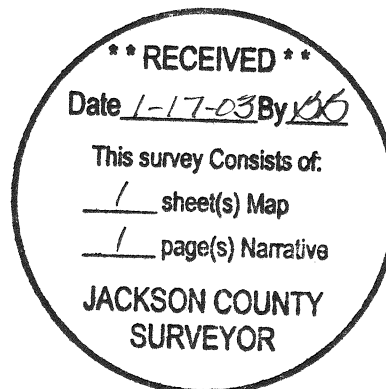 ** RECEIVED **
Date 1-17-03 By
This survey Consists of:
1 sheet(s) Map
1 page(s) Narrative
JACKSON COUNTY
SURVEYOR